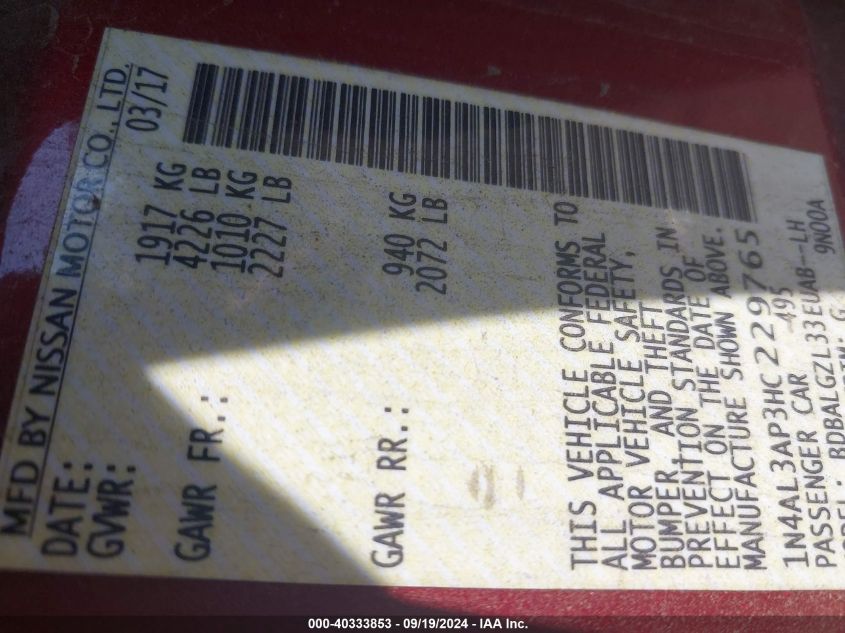 MFD BY NISSAN MOTOR CO., LTD.
DATE: 03/17
GVWR: 1917 KG
4226 LB
GAWR FR.: 1010 KG
2227 LB
GAWR RR.: 940 KG
2072 LB
THIS VEHICLE CONFORMS TO
ALL APPLICABLE FEDERAL
MOTOR VEHICLE SAFETY,
BUMPER, AND THEFT
PREVENTION STANDARDS IN
EFFECT ON THE DATE OF
MANUFACTURE SHOWN ABOVE.
1N4AL3AP3HC229765
PASSENGER CAR 495
BDBALGZL33EUAB--LH
9N00A
000-40333853 - 09/19/2024 - IAA Inc.